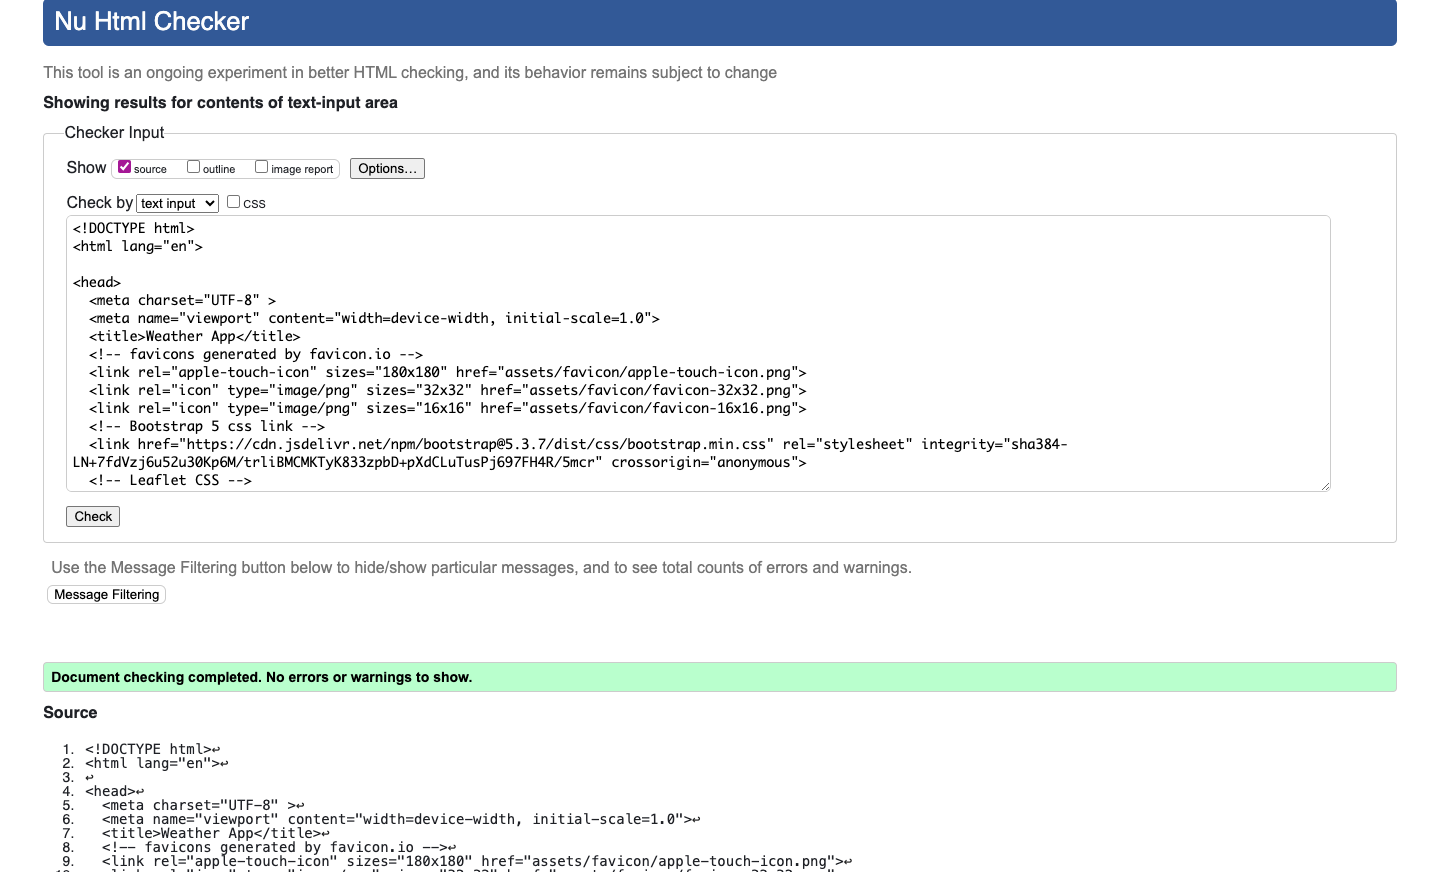 Nu Html Checker
This tool is an ongoing experiment in better HTML checking, and its behavior remains subject to change
Showing results for contents of text-input area
Checker Input
Show source outline image report Options...
Check by text input CSS
<!DOCTYPE html>
<html lang="en">
<head>
<meta charset="UTF-8" >
<meta name="viewport" content="width=device-width, initial-scale=1.0">
<title>Weather App</title>
<!-- favicons generated by favicon.io -->
<link rel="apple-touch-icon" sizes="180x180" href="assets/favicon/apple-touch-icon.png">
<link rel="icon" type="image/png" sizes="32x32" href="assets/favicon/favicon-32x32.png">
<link rel="icon" type="image/png" sizes="16x16" href="assets/favicon/favicon-16x16.png">
<!-- Bootstrap 5 css link -->
<link href="https://cdn.jsdelivr.net/npm/bootstrap@5.3.7/dist/css/bootstrap.min.css" rel="stylesheet" integrity="sha384-
LN+7fdVzj6u52u30Kp6M/trliBMCMKTyK833zpbD+pXdCLuTusPj697FH4R/5mcr" crossorigin="anonymous">
<!-- Leaflet CSS -->
Check
Use the Message Filtering button below to hide/show particular messages, and to see total counts of errors and warnings.
Message Filtering
Document checking completed. No errors or warnings to show.
Source
1. <!DOCTYPE html>↩
2. <html lang="en">↩
3. ↩
4. <head>↩
5. <meta charset="UTF-8" >↩
6. <meta name="viewport" content="width=device-width, initial-scale=1.0">↩
7. <title>Weather App</title>↩
8. <!-- favicons generated by favicon.io -->↩
9. <link rel="apple-touch-icon" sizes="180x180" href="assets/favicon/apple-touch-icon.png">↩